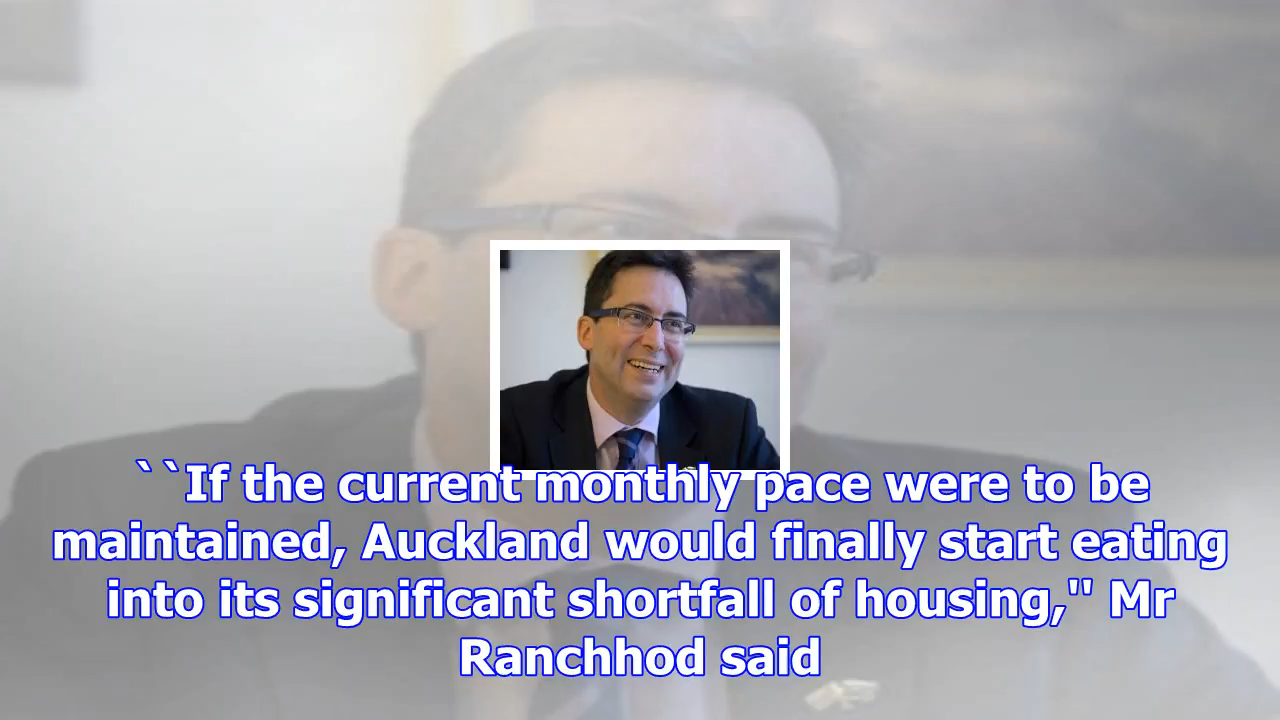 ``If the current monthly pace were to be
maintained, Auckland would finally start eating
into its significant shortfall of housing,'' Mr
Ranchhod said